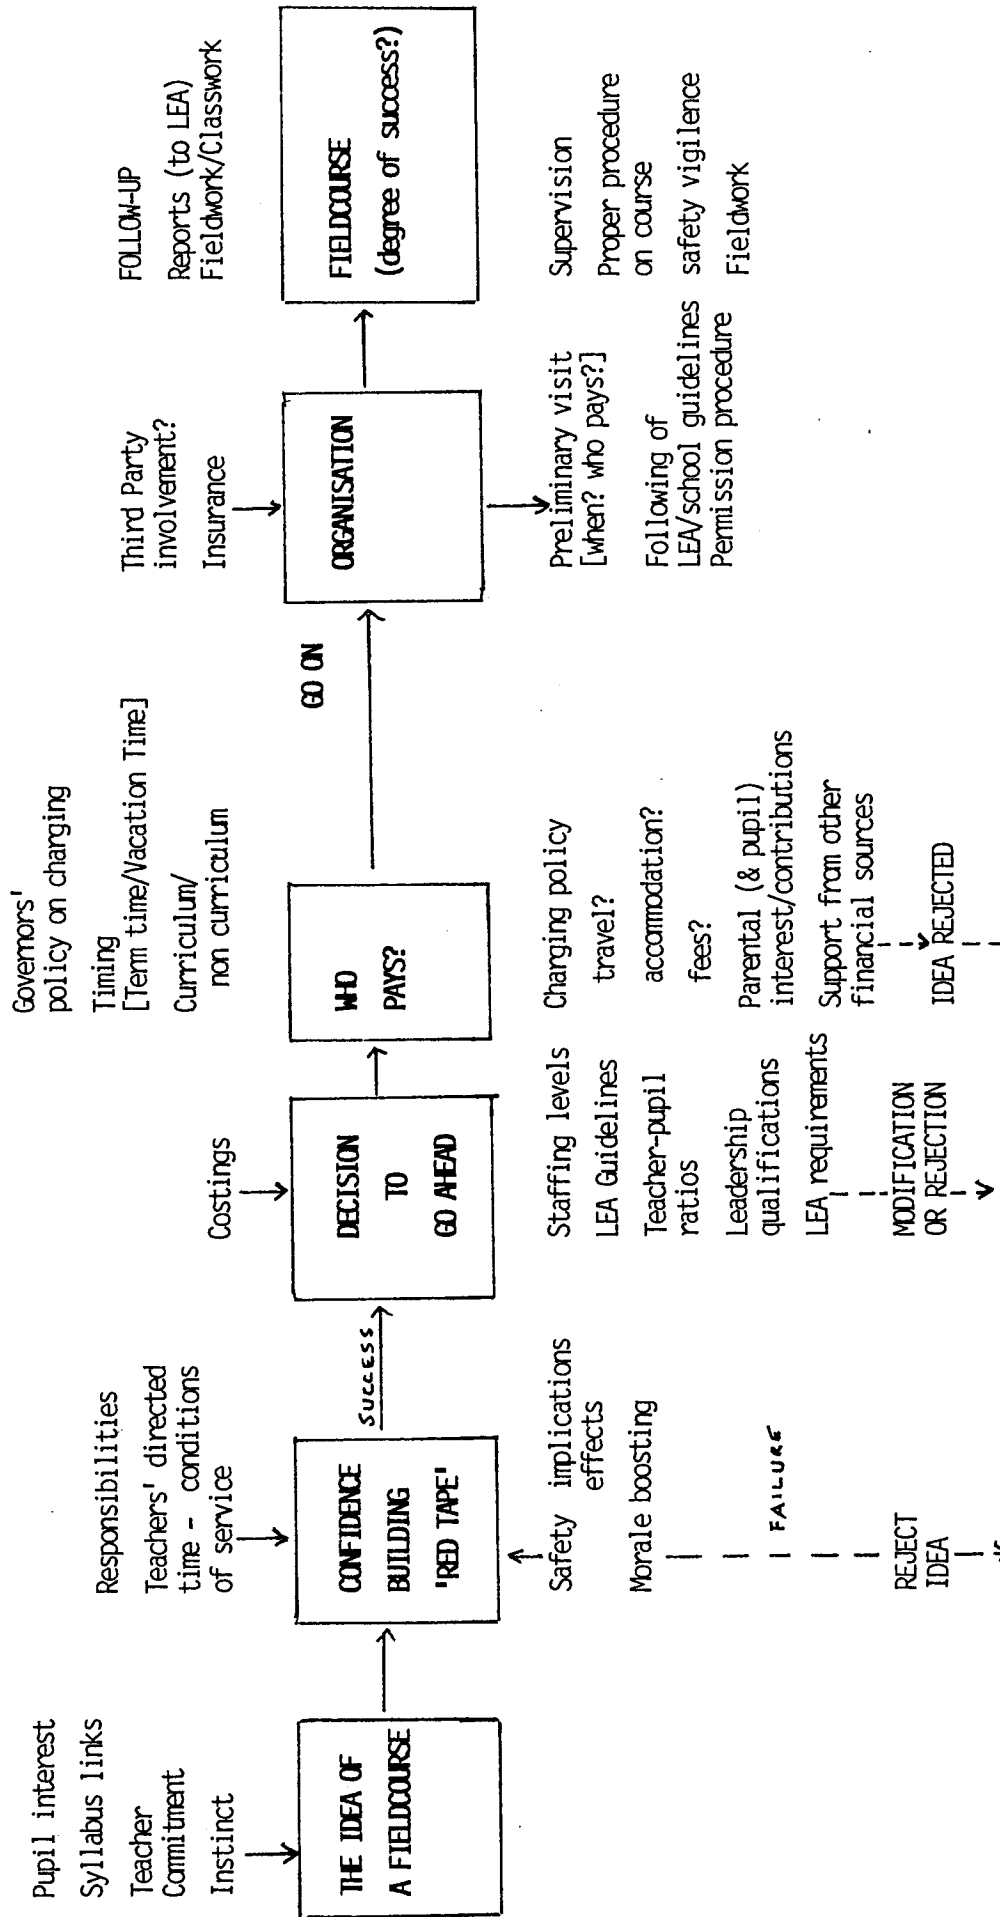 Pupil interest
Syllabus links
Teacher
Commitment
Instinct
THE IDEA OF
A FIELDCOURSE
Responsibilities
Teachers' directed
time - conditions
of service
CONFIDENCE
BUILDING
'RED TAPE'
Safety implications
effects
Morale boosting
FAILURE
REJECT
IDEA
SUCCESS
Costings
DECISION
TO
GO AHEAD
Staffing levels
LEA Guidelines
Teacher-pupil
ratios
Leadership
qualifications
LEA requirements
MODIFICATION
OR REJECTION
Governors'
policy on charging
Timing
[Term time/Vacation Time]
Curriculum/
non curriculum
WHO
PAYS?
Charging policy
travel?
accommodation?
fees?
Parental (& pupil)
interest/contributions
Support from other
financial sources
IDEA REJECTED
GO ON
Third Party
involvement?
Insurance
ORGANISATION
Preliminary visit
[when? who pays?]
Following of
LEA/school guidelines
Permission procedure
FOLLOW-UP
Reports (to LEA)
Fieldwork/Classwork
FIELDCOURSE
(degree of success?)
Supervision
Proper procedure
on course
safety vigilence
Fieldwork